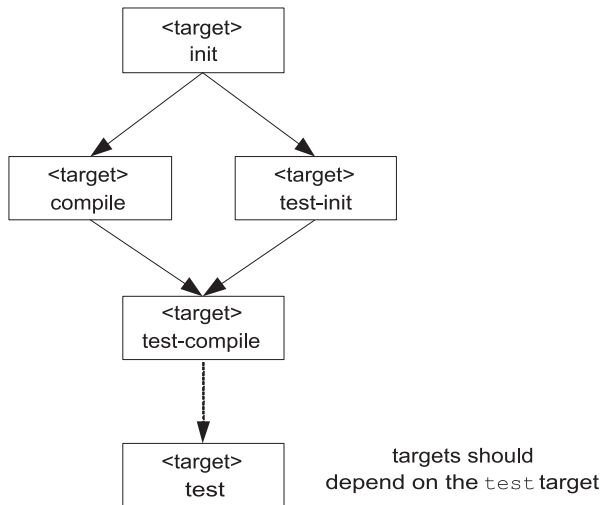 <target>
init
<target>
compile
<target>
test-init
<target>
test-compile
<target>
test
targets should
depend on the test target